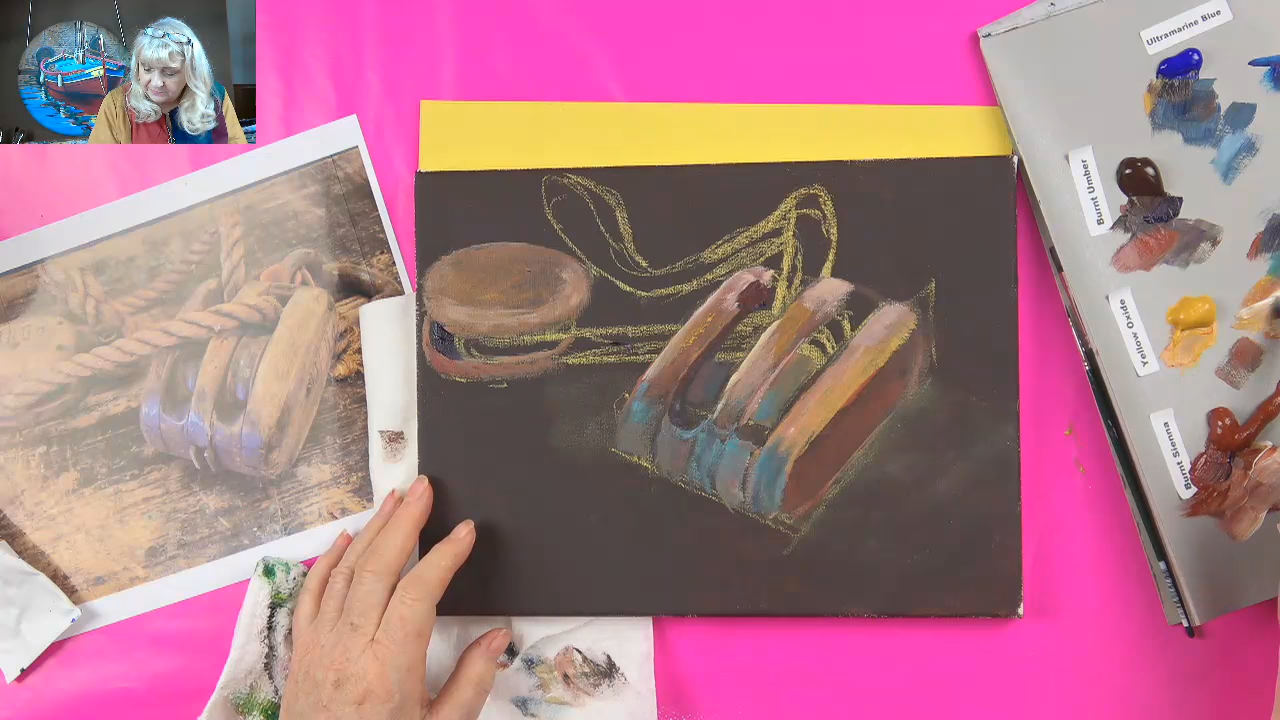 Ultramarine Blue
Burnt Umber
Yellow Oxide
Burnt Sienna